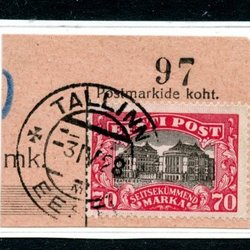 97
Postmarkide koht.
TALLINN
EESTI POST
mk.
SEITSEKÜMMEND
MARKA
70
70